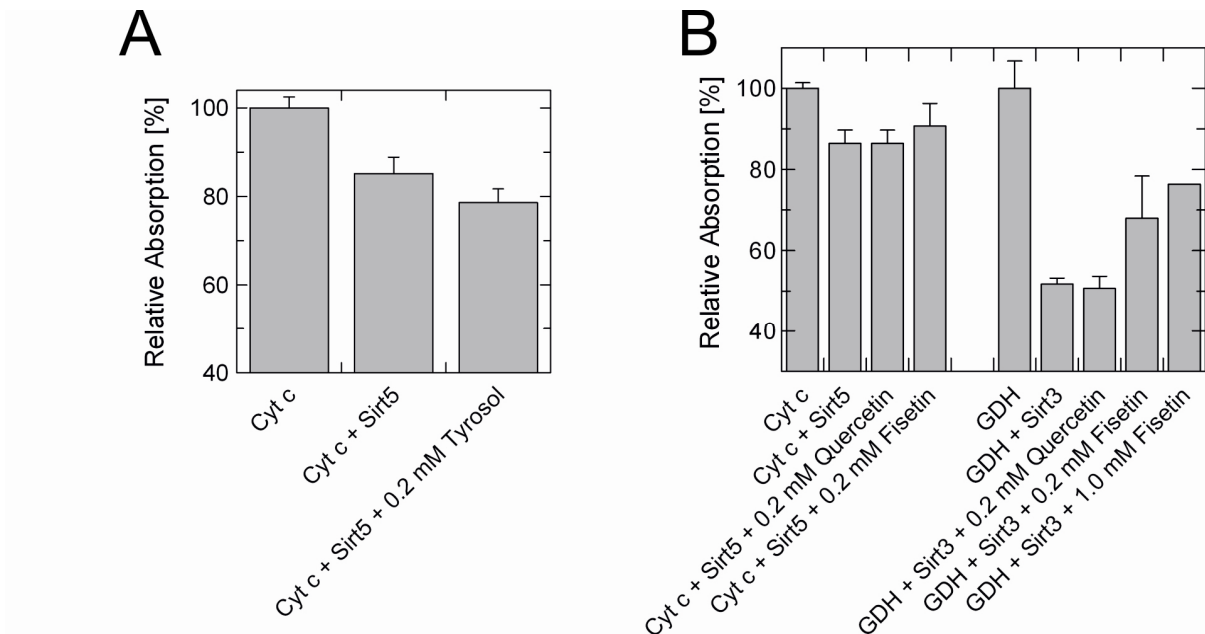 A
Relative Absorption [%]
100
80
60
40
Cyt c
Cyt c + Sirt5
Cyt c + Sirt5 + 0.2 mM Tyrosol
B
Relative Absorption [%]
100
80
60
40
Cyt c
Cyt c + Sirt5
Cyt c + Sirt5 + 0.2 mM Quercetin
Cyt c + Sirt5 + 0.2 mM Fisetin
GDH
GDH + Sirt3
GDH + Sirt3 + 0.2 mM Quercetin
GDH + Sirt3 + 0.2 mM Fisetin
GDH + Sirt3 + 1.0 mM Fisetin